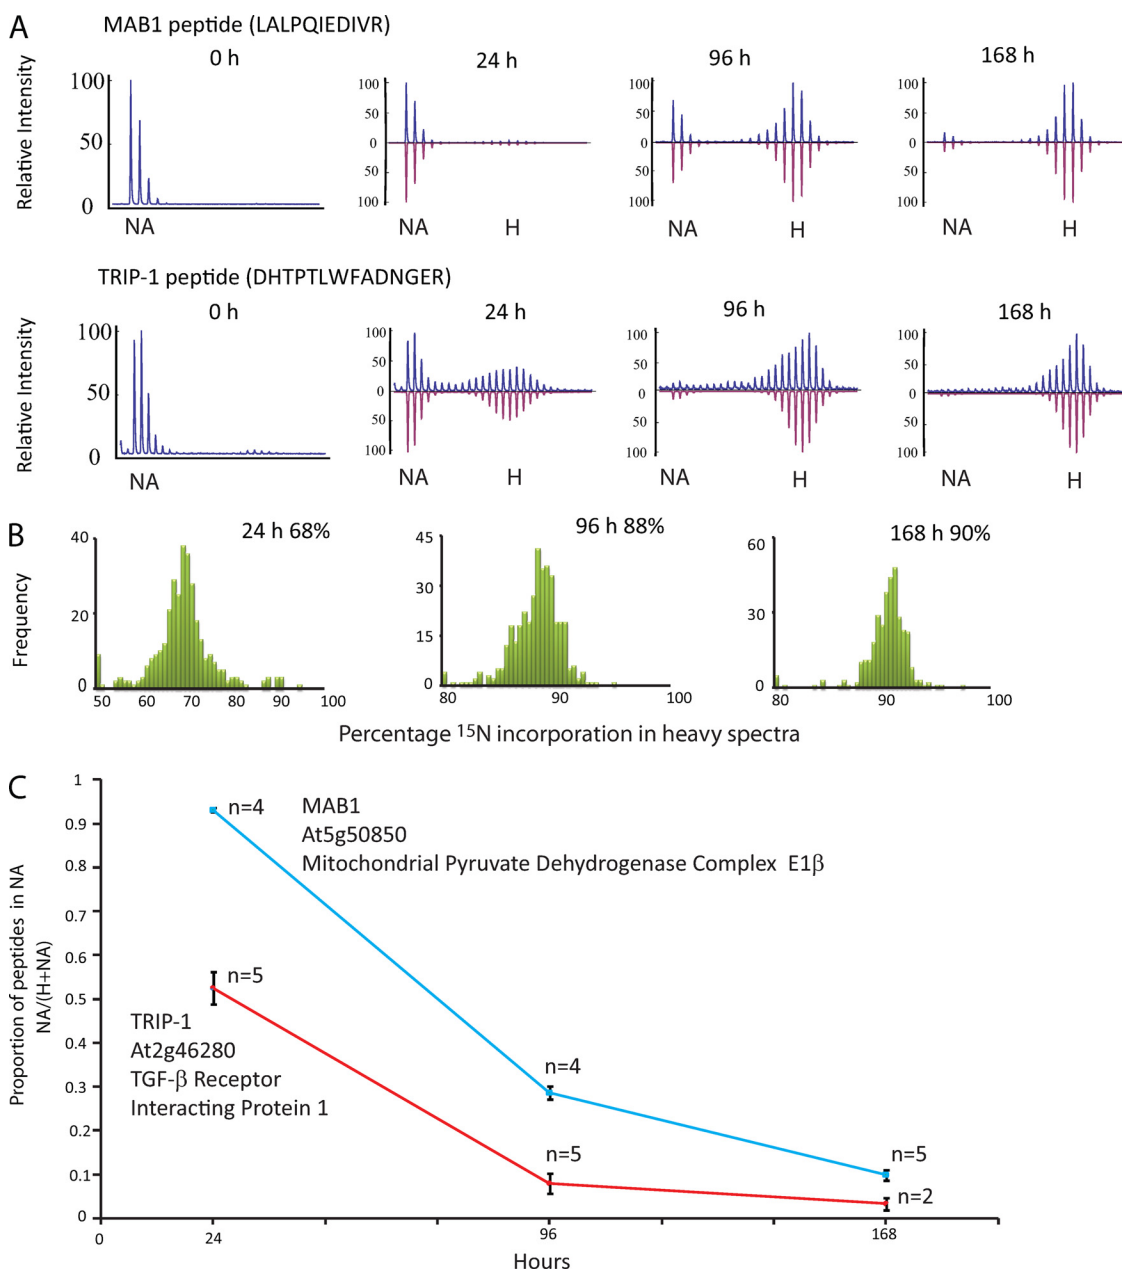 A
MAB1 peptide (LALPQIEDIVR)
0 h
24 h
96 h
168 h
Relative Intensity
100
50
0
NA
100
50
0
50
100
NA
H
100
50
0
50
100
NA
H
100
50
0
50
100
NA
H
TRIP-1 peptide (DHTPTLWFADNGER)
0 h
24 h
96 h
168 h
Relative Intensity
100
50
0
NA
100
50
0
50
100
NA
H
100
50
0
50
100
NA
H
100
50
0
50
100
NA
H
B
24 h 68%
96 h 88%
168 h 90%
Frequency
40
20
0
50
60
70
80
90
100
45
30
15
0
80
90
100
60
30
0
80
90
100
Percentage ¹⁵N incorporation in heavy spectra
C
Proportion of peptides in NA
NA/(H+NA)
1
0.9
0.8
0.7
0.6
0.5
0.4
0.3
0.2
0.1
0
n=4
MAB1
At5g50850
Mitochondrial Pyruvate Dehydrogenase Complex E1β
n=5
TRIP-1
At2g46280
TGF-β Receptor
Interacting Protein 1
n=4
n=5
n=5
n=2
0
24
96
168
Hours